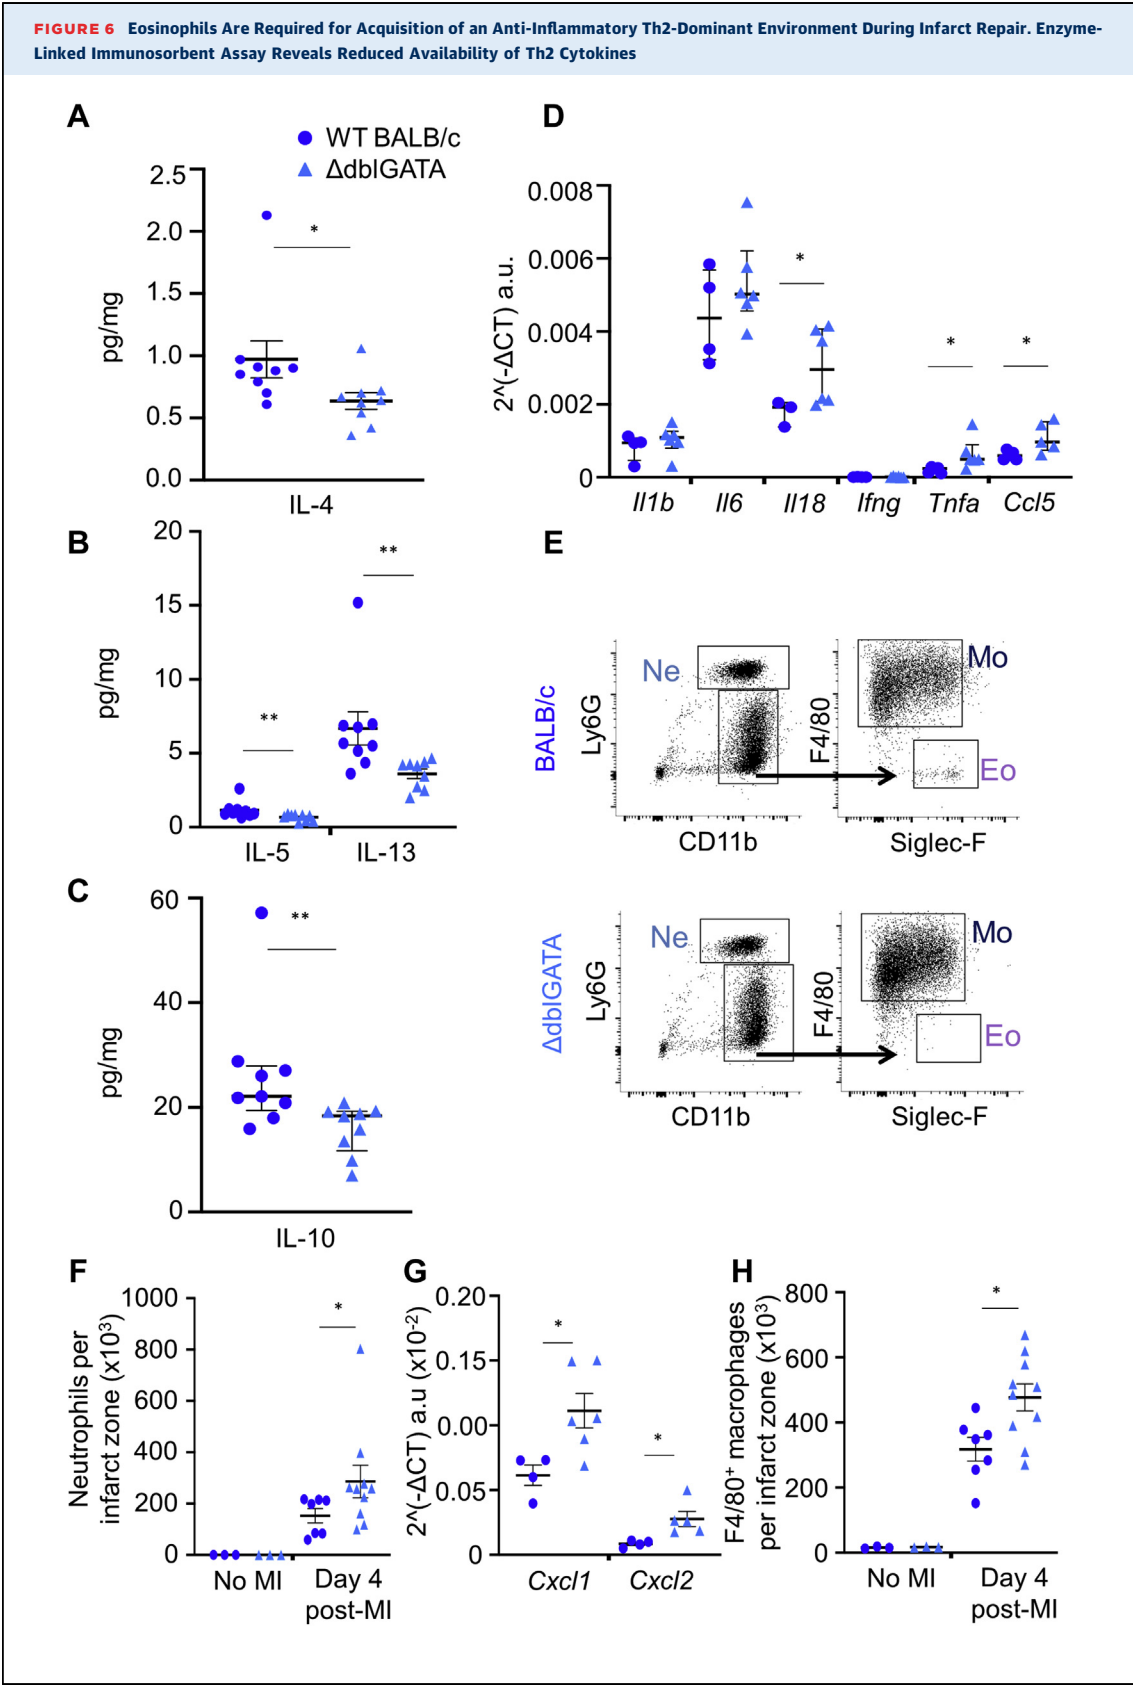 FIGURE 6 Eosinophils Are Required for Acquisition of an Anti-Inflammatory Th2-Dominant Environment During Infarct Repair. Enzyme-
Linked Immunosorbent Assay Reveals Reduced Availability of Th2 Cytokines
A
WT BALB/c
ΔdblGATA
pg/mg
2.5
2.0
1.5
1.0
0.5
0.0
*
IL-4
B
pg/mg
20
15
10
5
0
**
**
IL-5
IL-13
C
pg/mg
60
40
20
0
**
IL-10
D
2^(-ΔCT) a.u.
0.008
0.006
0.004
0.002
0
*
*
*
Il1b
Il6
Il18
Ifng
Tnfa
Ccl5
E
BALB/c
Ly6G
Ne
CD11b
F4/80
Mo
Eo
Siglec-F
ΔdblGATA
Ly6G
Ne
CD11b
F4/80
Mo
Eo
Siglec-F
F
Neutrophils per
infarct zone (x10³)
1000
800
600
400
200
0
*
No MI
Day 4
post-MI
G
2^(-ΔCT) a.u (x10⁻²)
0.20
0.15
0.00
0.05
0
*
*
Cxcl1
Cxcl2
H
F4/80⁺ macrophages
per infarct zone (x10³)
800
600
400
200
0
*
No MI
Day 4
post-MI